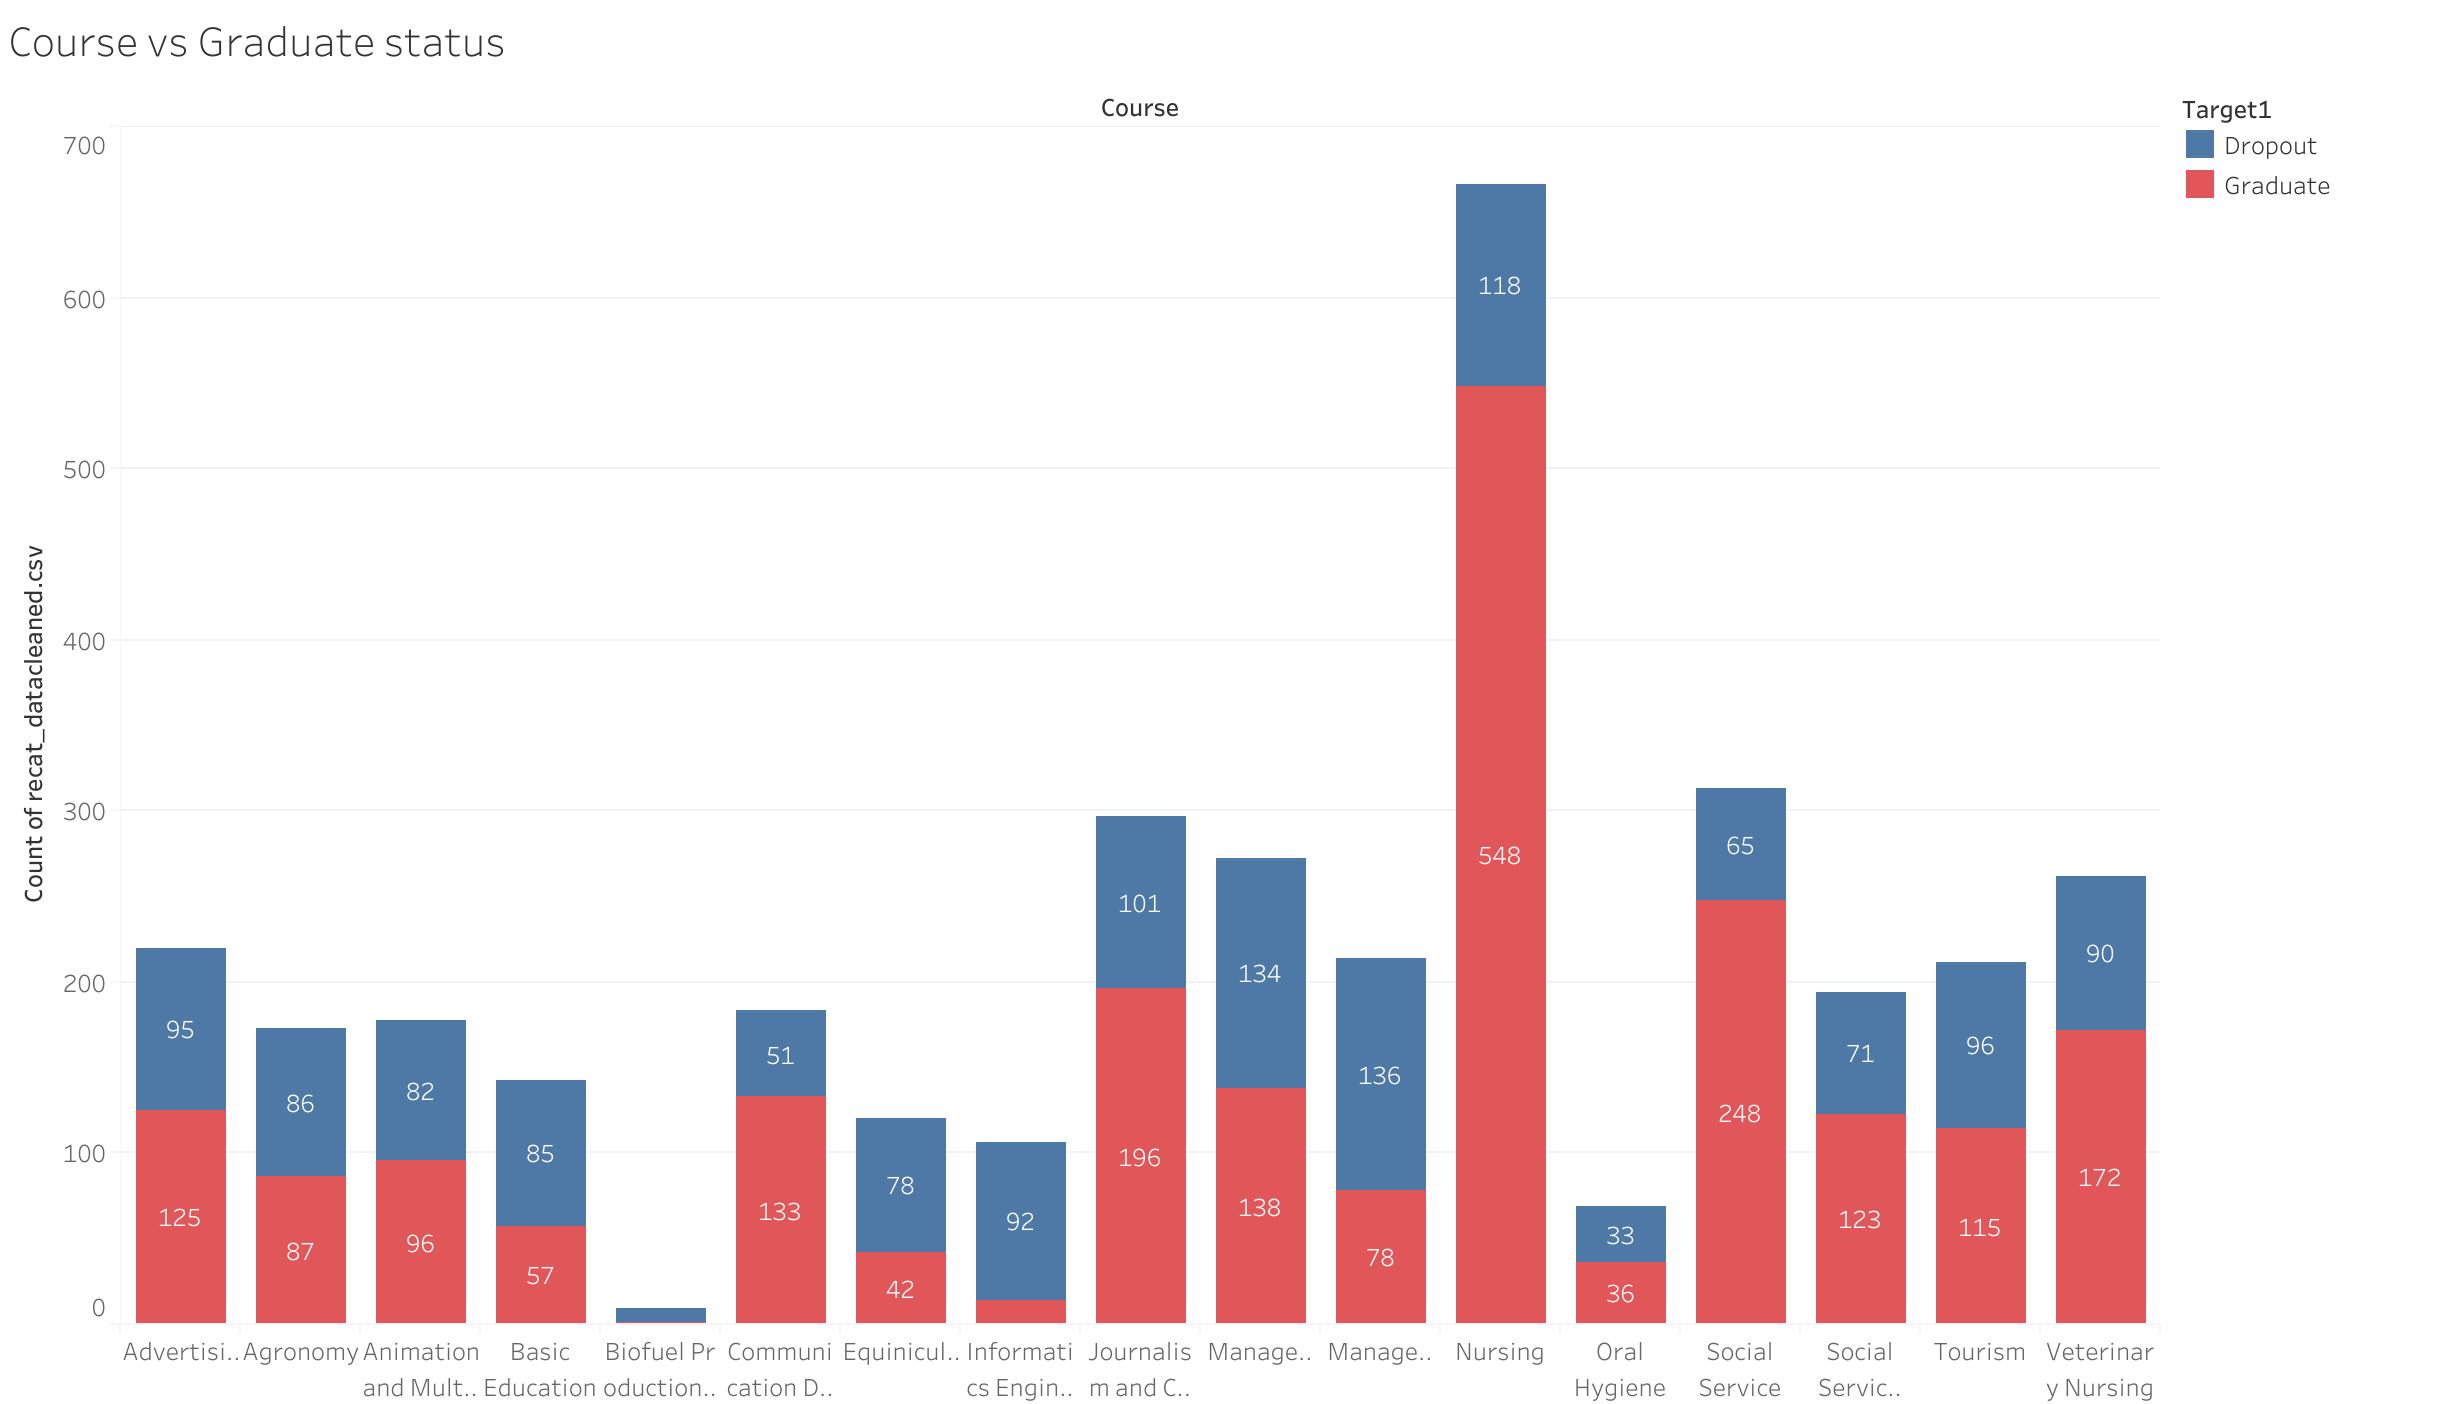 Course vs Graduate status
Course
Target1
Dropout
Graduate
Count of recat_datacleaned.csv
700
600
500
400
300
200
100
0
95
125
86
87
82
96
85
57
51
133
78
42
92
101
196
134
138
136
78
118
548
33
36
65
248
71
123
96
115
90
172
Advertisi..
Agronomy
Animation
and Mult..
Basic
Education
Biofuel Pr
oduction..
Communi
cation D..
Equinicul..
Informati
cs Engin..
Journalis
m and C..
Manage..
Manage..
Nursing
Oral
Hygiene
Social
Service
Social
Servic..
Tourism
Veterinar
y Nursing